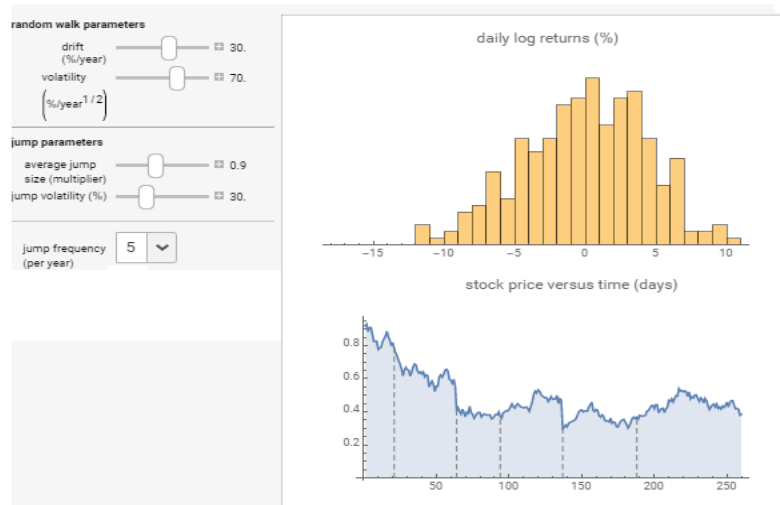 random walk parameters
drift
(%/year)
30.
volatility
70.
(%/year1/2)
jump parameters
average jump
size (multiplier)
0.9
jump volatility (%)
30.
jump frequency
(per year)
5
daily log returns (%)
−15 −10 −5 0 5 10
stock price versus time (days)
0.8
0.6
0.4
0.2
50 100 150 200 250